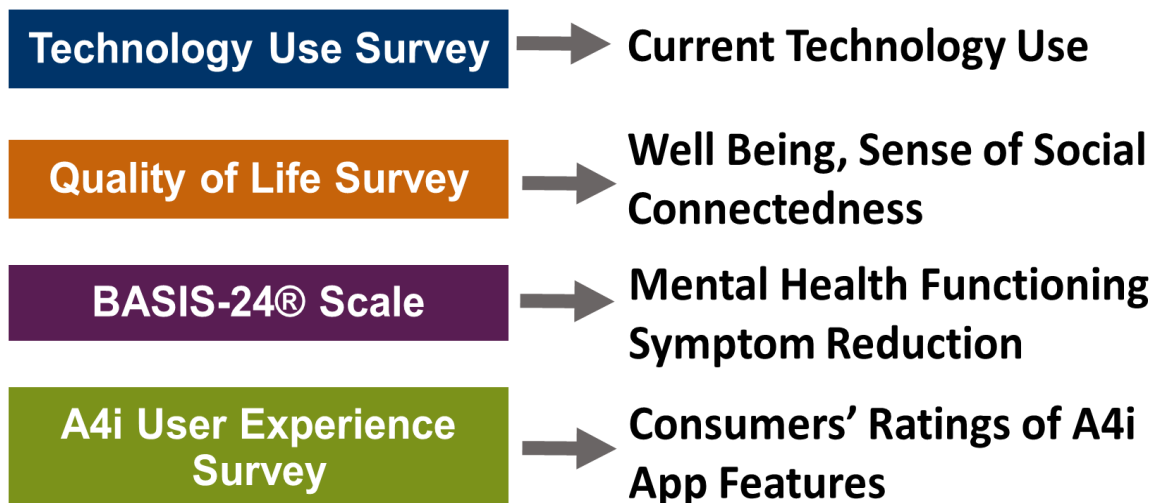 Technology Use Survey
Current Technology Use
Quality of Life Survey
Well Being, Sense of Social
Connectedness
BASIS-24® Scale
Mental Health Functioning
Symptom Reduction
A4i User Experience
Survey
Consumers’ Ratings of A4i
App Features